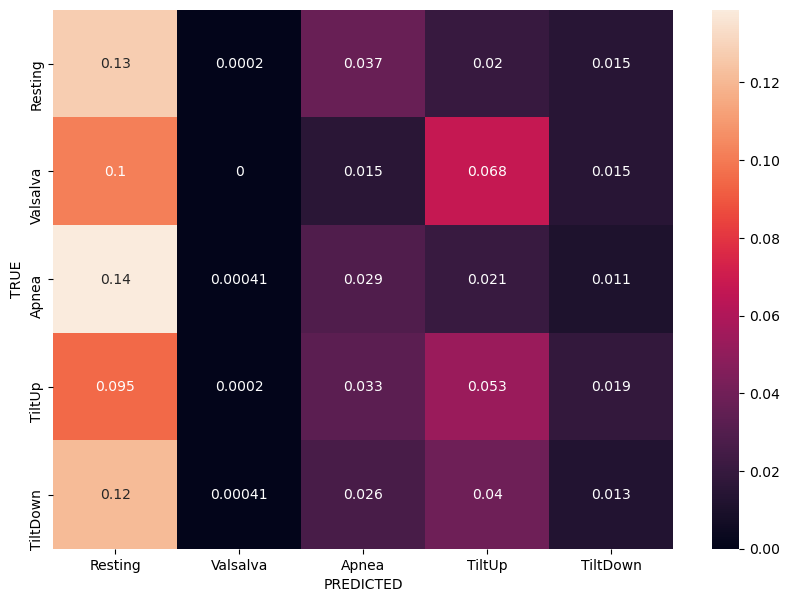 TRUE
Resting 0.13 0.0002 0.037 0.02 0.015
Valsalva 0.1 0 0.015 0.068 0.015
Apnea 0.14 0.00041 0.029 0.021 0.011
TiltUp 0.095 0.0002 0.033 0.053 0.019
TiltDown 0.12 0.00041 0.026 0.04 0.013
Resting Valsalva Apnea TiltUp TiltDown
PREDICTED
0.12
0.10
0.08
0.06
0.04
0.02
0.00